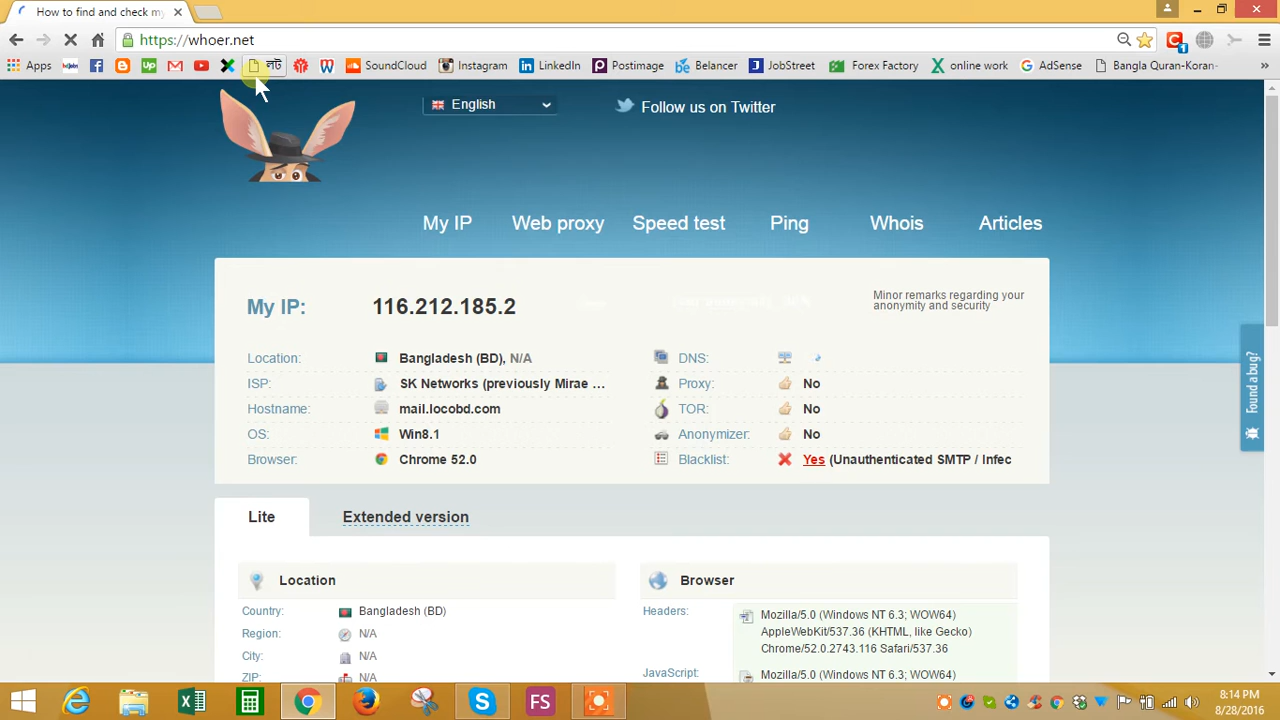 How to find and check my
https://whoer.net
Apps
Up
লট
SoundCloud
Instagram
LinkedIn
Postimage
Belancer
JobStreet
Forex Factory
online work
AdSense
Bangla Quran-Koran-
»
English
Follow us on Twitter
My IP
Web proxy
Speed test
Ping
Whois
Articles
My IP:
116.212.185.2
Minor remarks regarding your
anonymity and security
Location:
Bangladesh (BD), N/A
DNS:
ISP:
SK Networks (previously Mirae ...
Proxy:
No
Hostname:
mail.locobd.com
TOR:
No
OS:
Win8.1
Anonymizer:
No
Browser:
Chrome 52.0
Blacklist:
Yes (Unauthenticated SMTP / Infec
Found a bug?
Lite
Extended version
Location
Browser
Country:
Bangladesh (BD)
Headers:
Mozilla/5.0 (Windows NT 6.3; WOW64)
AppleWebKit/537.36 (KHTML, like Gecko)
Chrome/52.0.2743.116 Safari/537.36
Region:
N/A
City:
N/A
ZIP:
N/A
JavaScript:
Mozilla/5.0 (Windows NT 6.3; WOW64)
FS
8:14 PM
8/28/2016